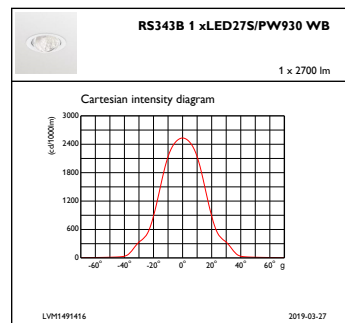 RS343B 1 xLED27S/PW930 WB
1 x 2700 lm
Cartesian intensity diagram
(cd/1000lm)
3000
2400
1800
1200
600
0
-60° -40° -20° 0° 20° 40° 60° g
LVM1491416 2019-03-27